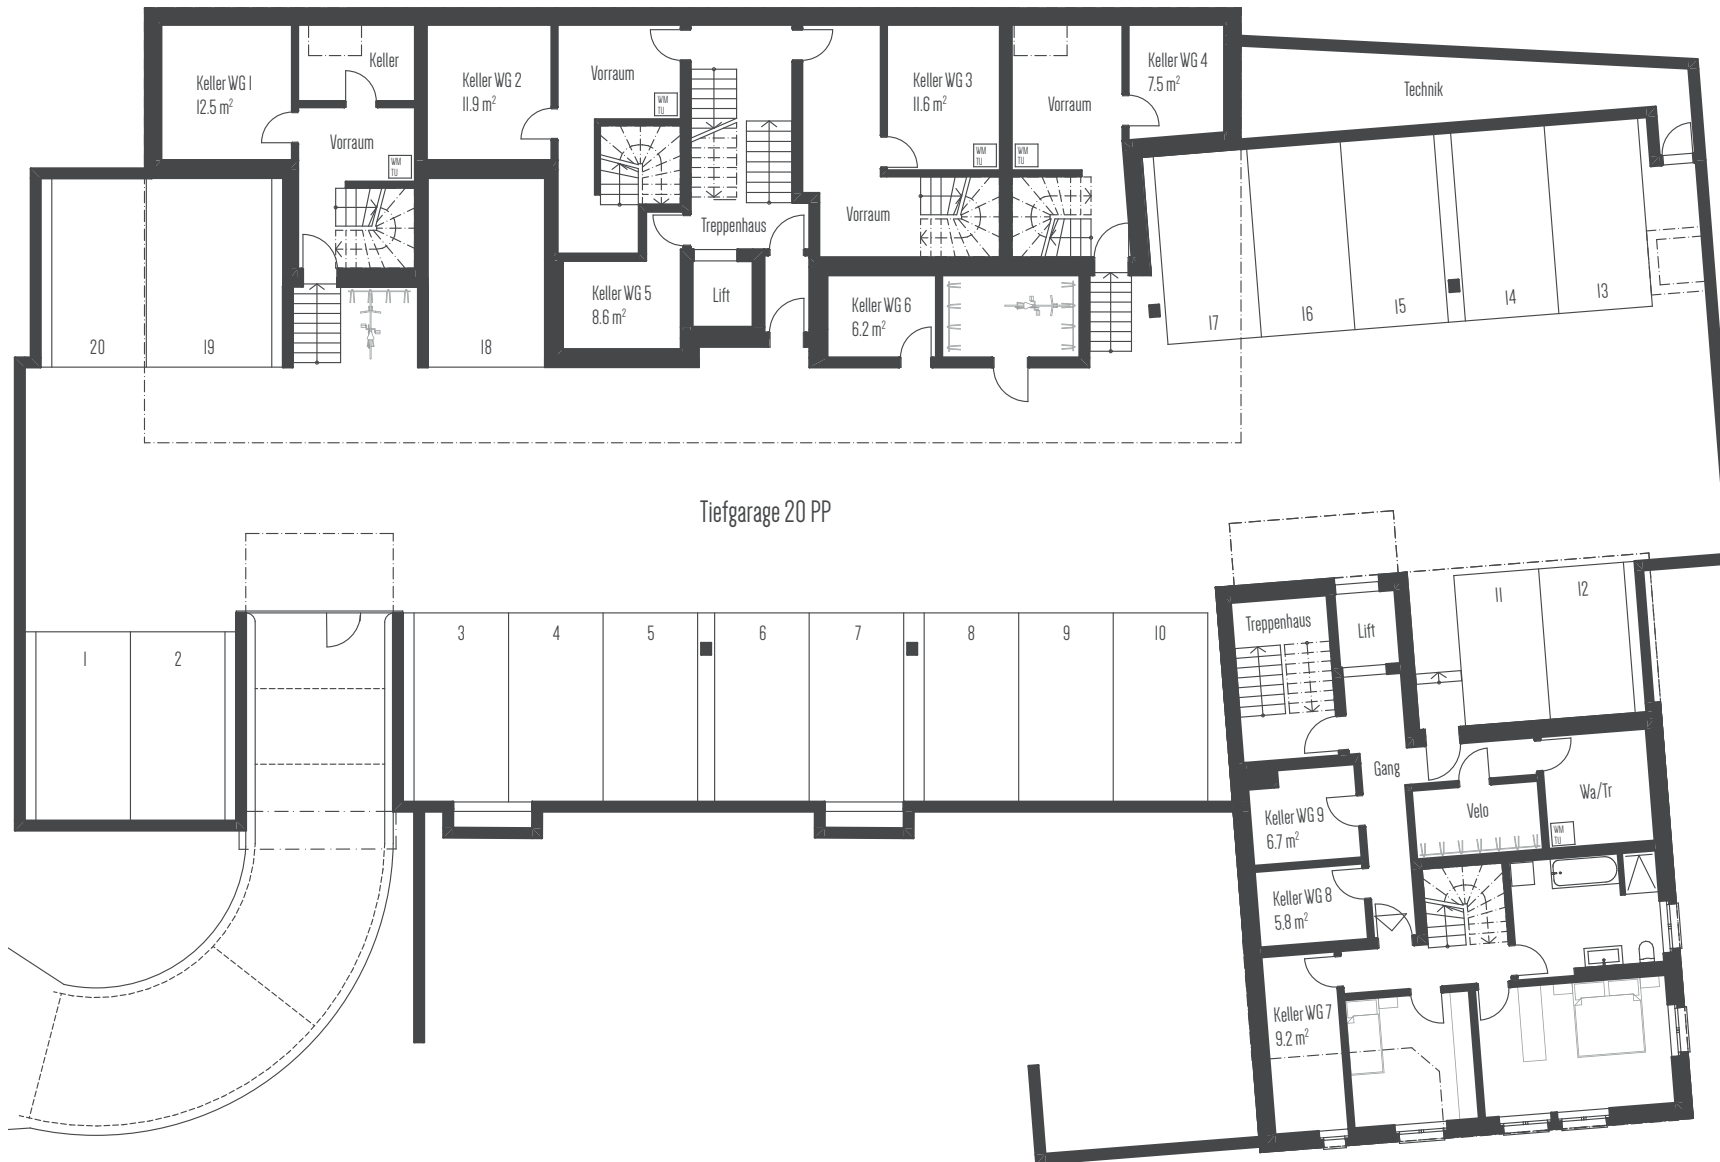 Keller WG 1
12.5 m²
Keller
Vorraum
WM
TU
Keller WG 2
11.9 m²
Vorraum
WM
TU
Treppenhaus
Keller WG 3
11.6 m²
WM
TU
Vorraum
WM
TU
Vorraum
Keller WG 4
7.5 m²
Technik
Keller WG 5
8.6 m²
Lift
Keller WG 6
6.2 m²
20
19
18
17
16
15
14
13
Tiefgarage 20 PP
1
2
3
4
5
6
7
8
9
10
11
12
Treppenhaus
Lift
Gang
Velo
Wa/Tr
WM
TU
Keller WG 9
6.7 m²
Keller WG 8
5.8 m²
Keller WG 7
9.2 m²